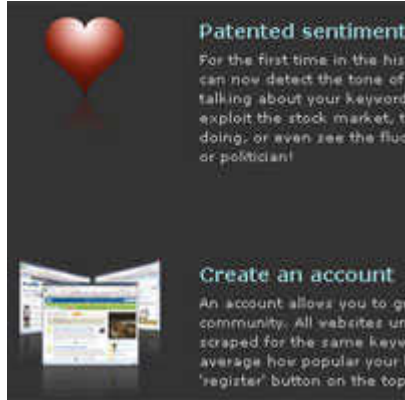 Patented sentiment
For the first time in the his
can now detect the tone of
talking about your keyword
exploit the stock market, t
doing, or even see the fluc
or politician!
Create an account
An account allows you to g
community. All websites un
scraped for the same keyw
average how popular your
'register' button on the top